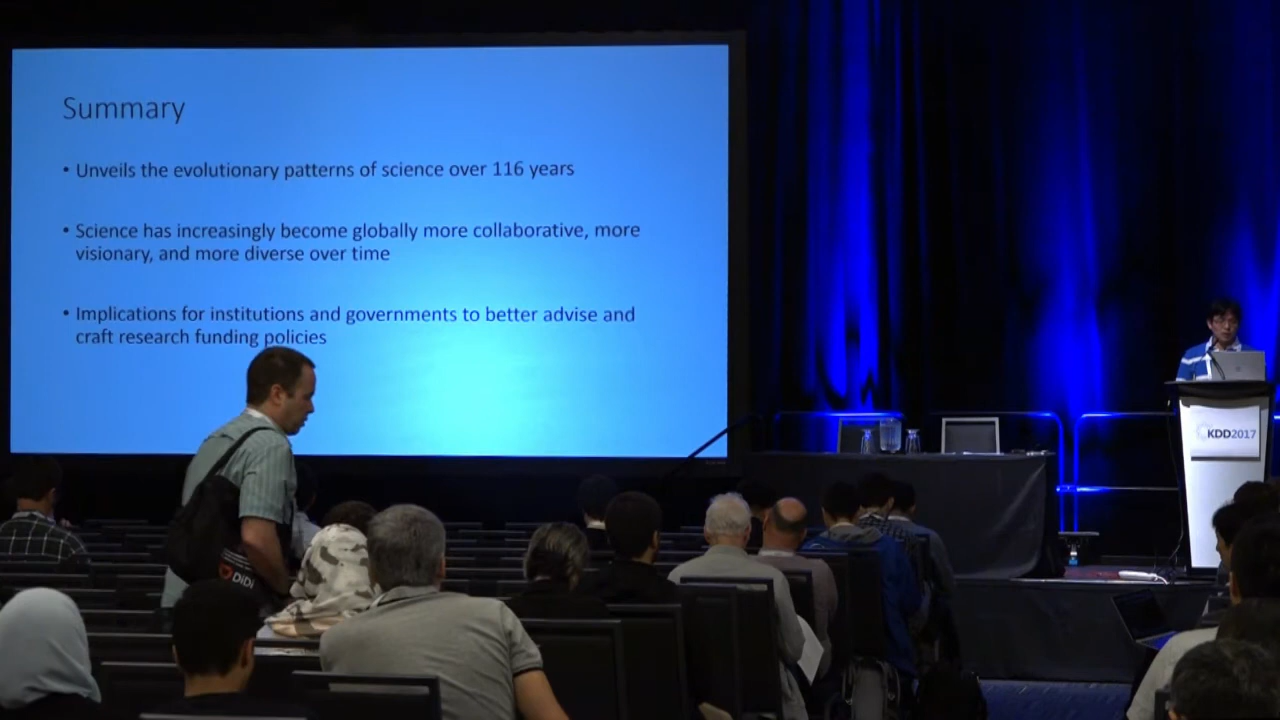 Summary
• Unveils the evolutionary patterns of science over 116 years
• Science has increasingly become globally more collaborative, more
visionary, and more diverse over time
• Implications for institutions and governments to better advise and
craft research funding policies
KDD2017
DiDi